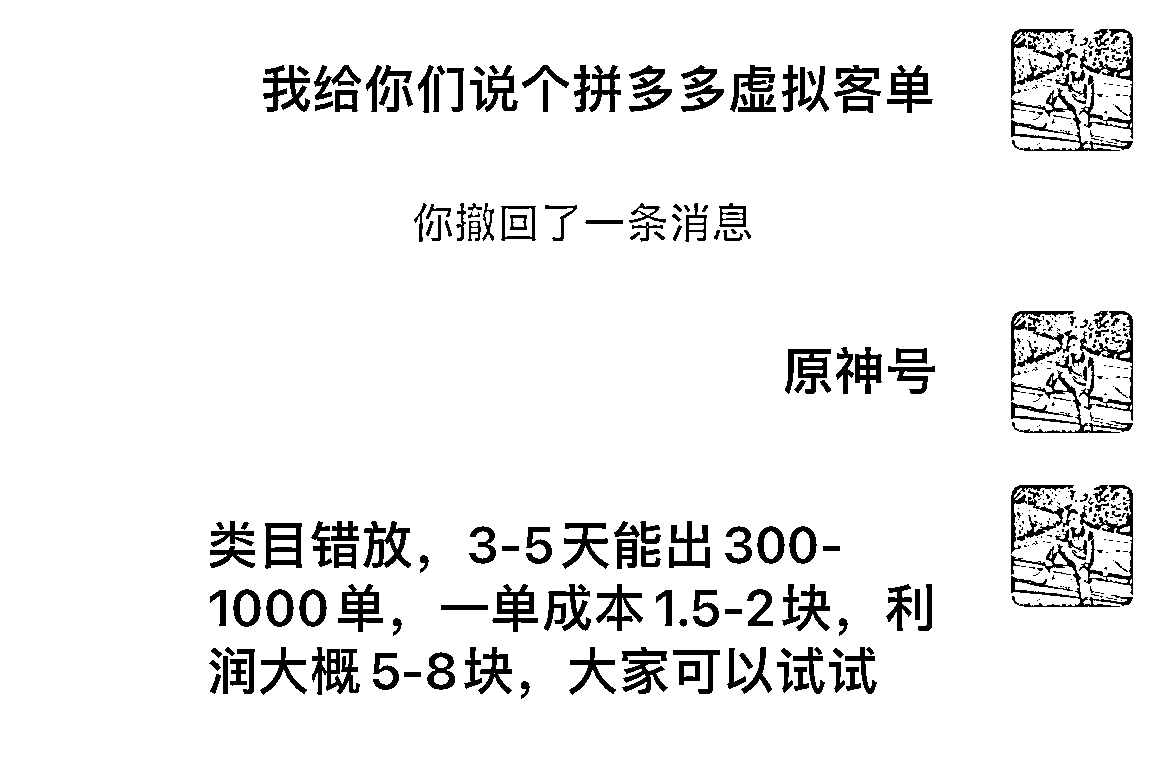 我给你们说个拼多多虚拟客单
你撤回了一条消息
原神号
类目错放，3-5天能出300-
1000单，一单成本1.5-2块，利
润大概5-8块，大家可以试试